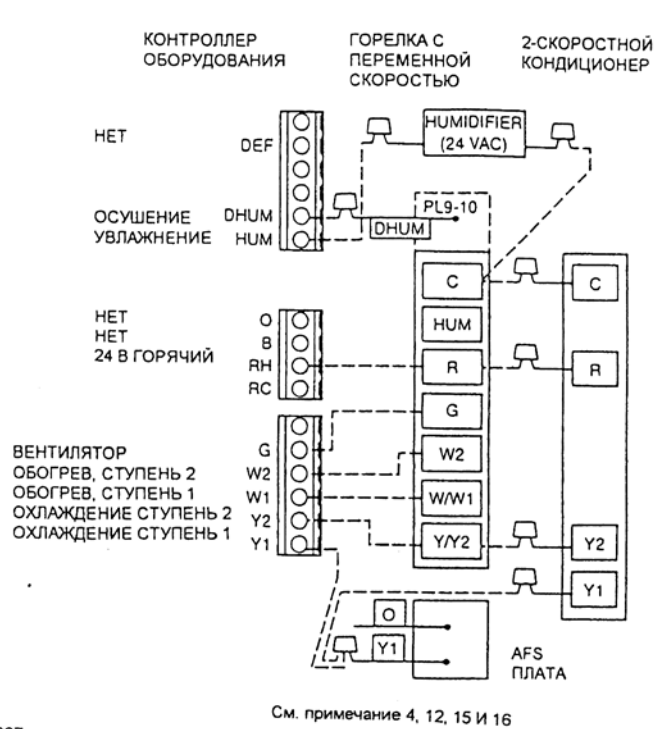 КОНТРОЛЛЕР
ОБОРУДОВАНИЯ
ГОРЕЛКА С
ПЕРЕМЕННОЙ
СКОРОСТЬЮ
2-СКОРОСТНОЙ
КОНДИЦИОНЕР
HUMIDIFIER
(24 VAC)
НЕТ
DEF
PL9-10
ОСУШЕНИЕ
DHUM
DHUM
УВЛАЖНЕНИЕ
HUM
C
C
HUM
НЕТ
O
НЕТ
B
24 В ГОРЯЧИЙ
RH
R
R
RC
G
ВЕНТИЛЯТОР
G
ОБОГРЕВ, СТУПЕНЬ 2
W2
W2
ОБОГРЕВ, СТУПЕНЬ 1
W1
W/W1
ОХЛАЖДЕНИЕ СТУПЕНЬ 2
Y2
ОХЛАЖДЕНИЕ СТУПЕНЬ 1
Y1
Y/Y2
Y2
Y1
O
Y1
AFS
ПЛАТА
См. примечание 4, 12, 15 И 16